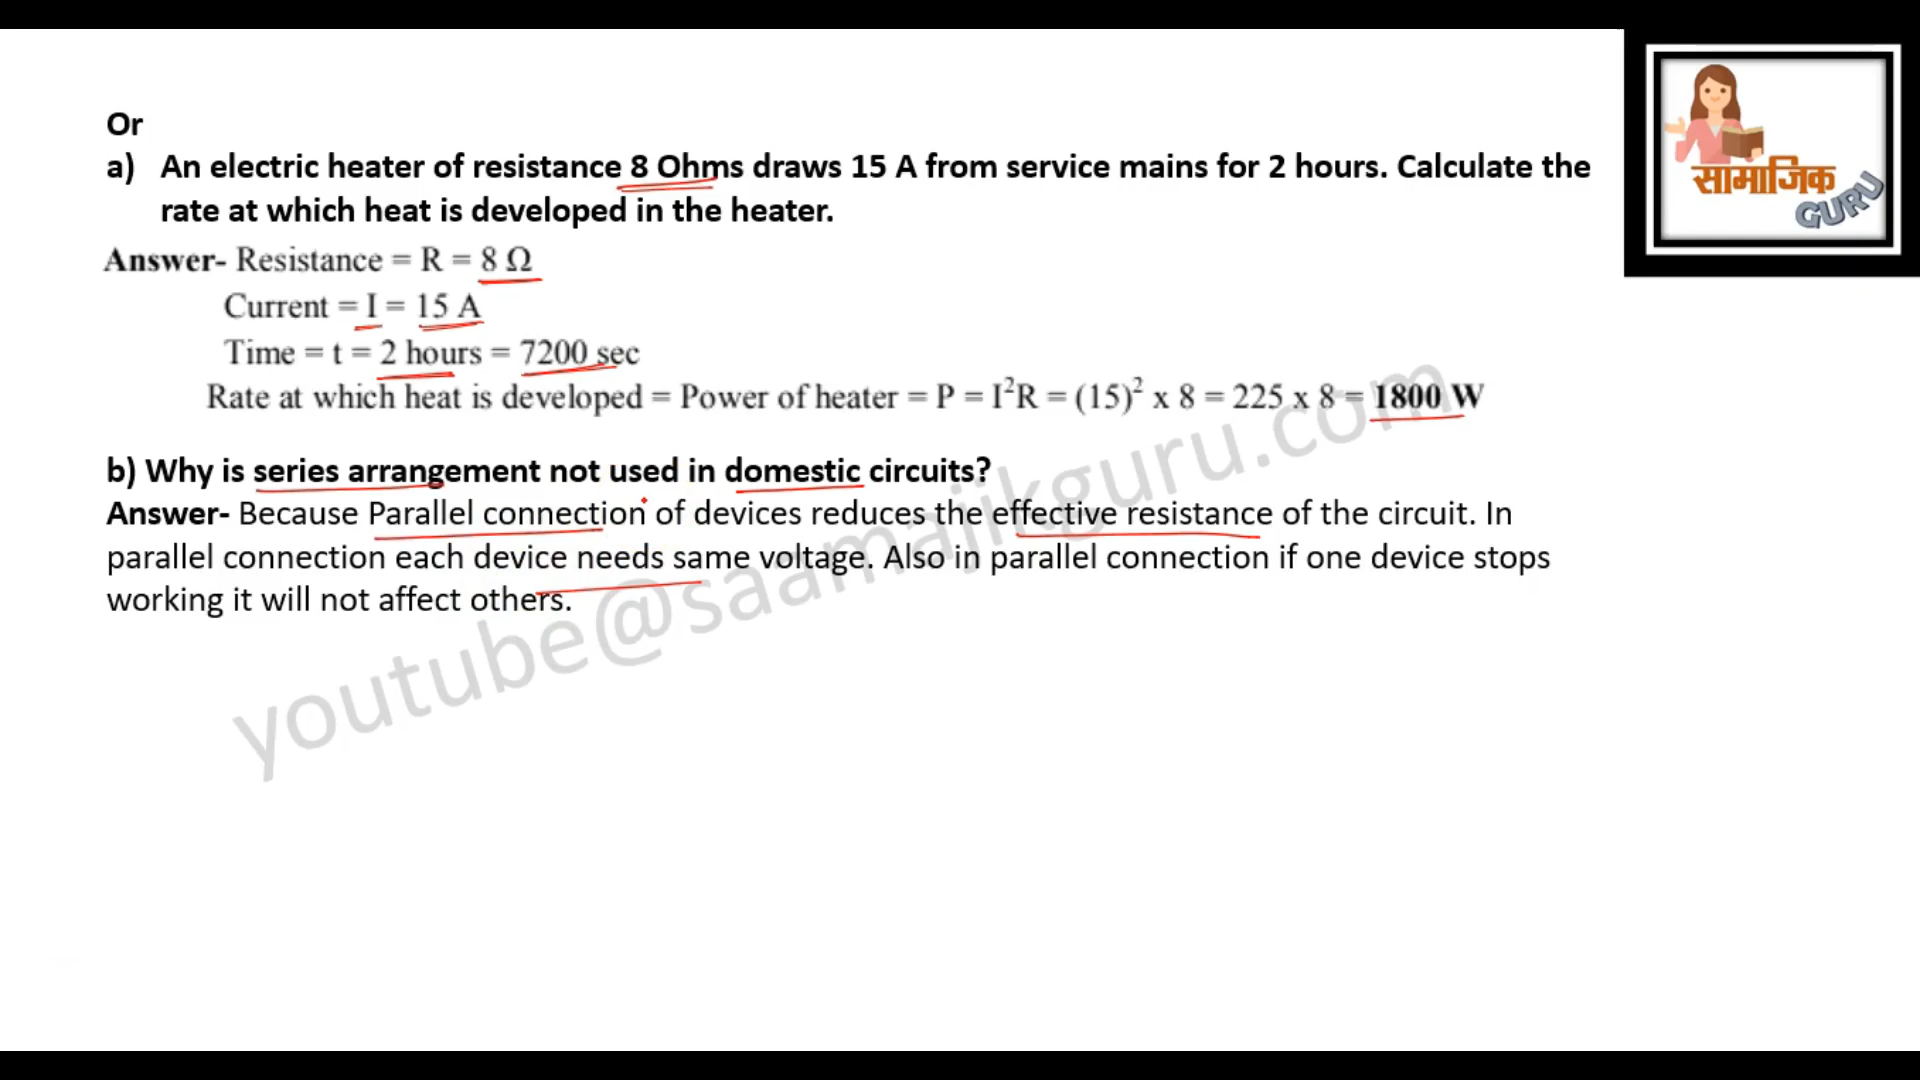 Or
a) An electric heater of resistance 8 Ohms draws 15 A from service mains for 2 hours. Calculate the
rate at which heat is developed in the heater.
Answer- Resistance = R = 8 Ω
Current = I = 15 A
Time = t = 2 hours = 7200 sec
Rate at which heat is developed = Power of heater = P = I²R = (15)² x 8 = 225 x 8 = 1800 W
b) Why is series arrangement not used in domestic circuits?
Answer- Because Parallel connection of devices reduces the effective resistance of the circuit. In
parallel connection each device needs same voltage. Also in parallel connection if one device stops
working it will not affect others.
youtube@saamajikguru.com
सामाजिक
GURU